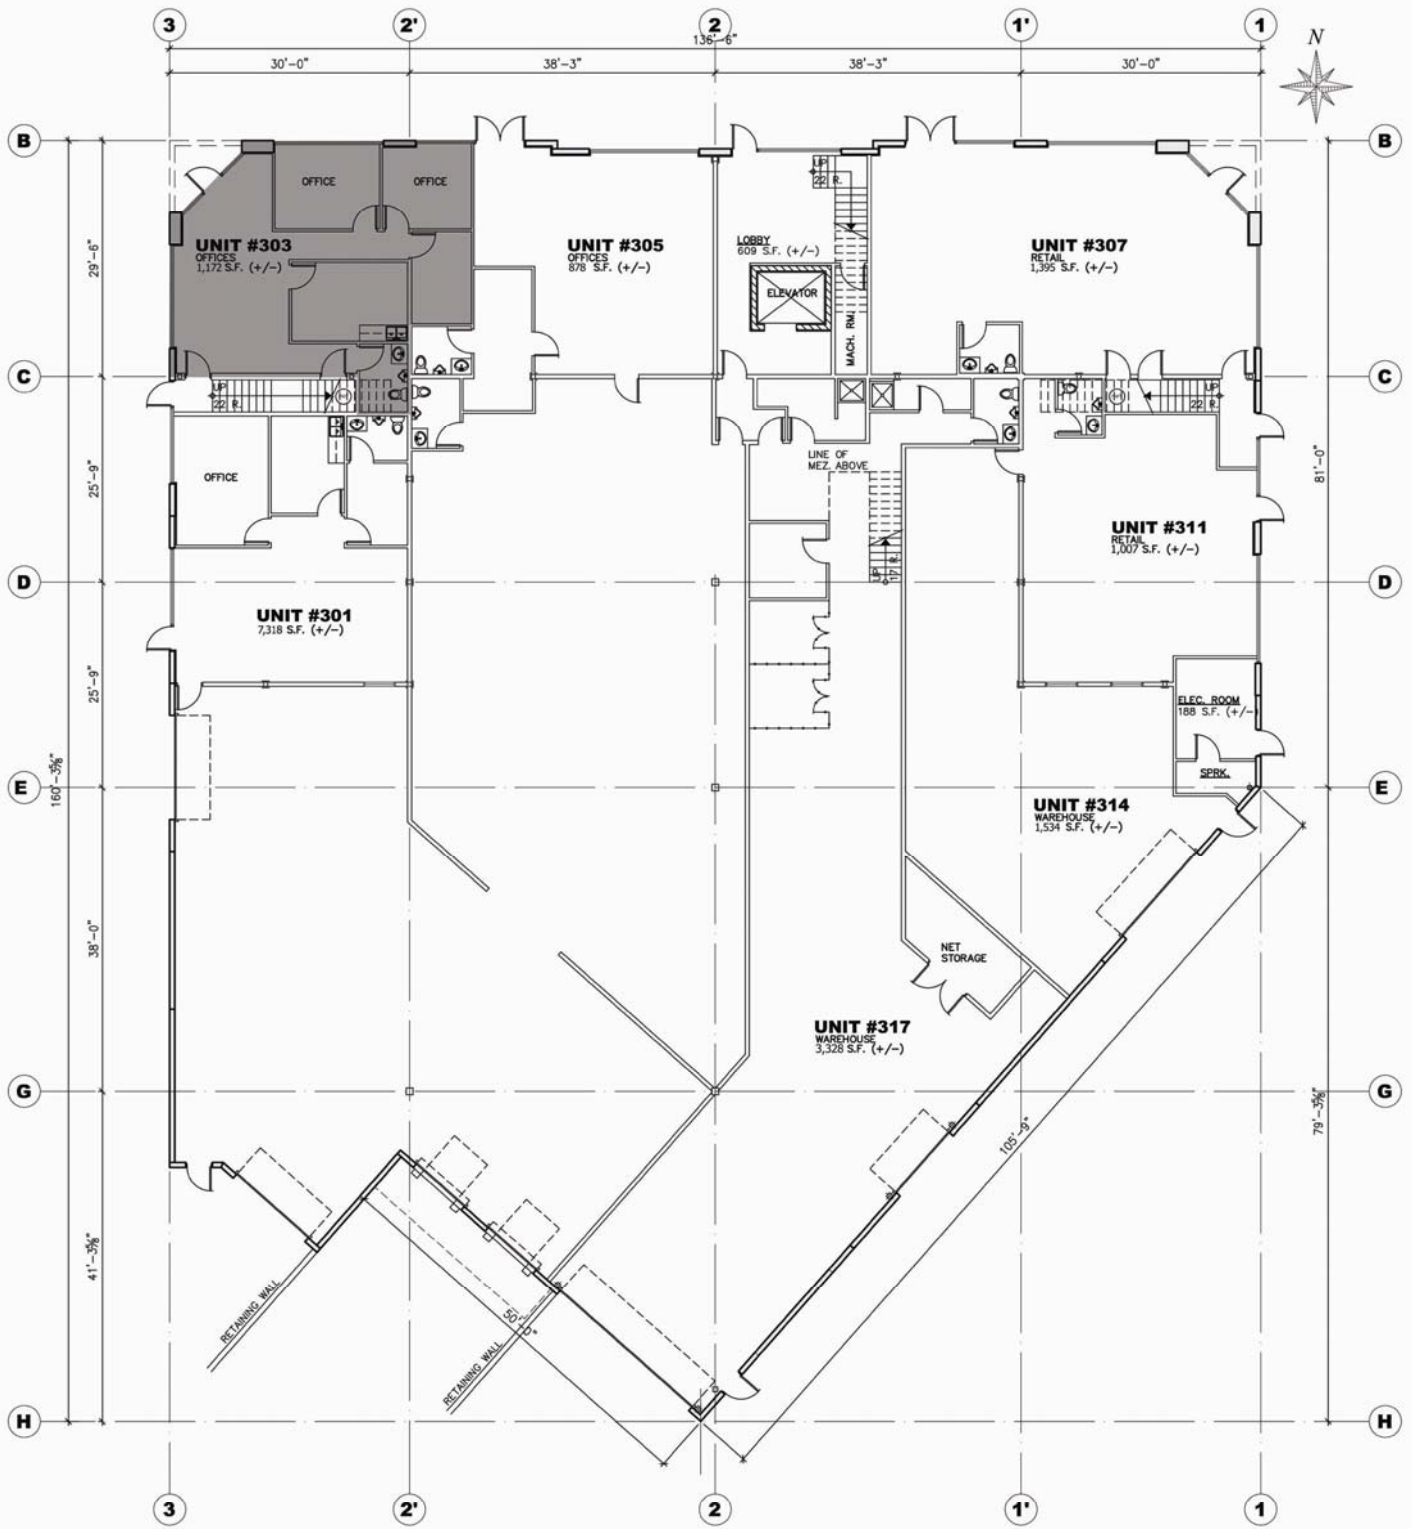 3
2'
2
1'
1
136'-6"
N
30'-0"
38'-3"
38'-3"
30'-0"
B
B
OFFICE
OFFICE
UP
22 R.
UNIT #303
OFFICES
1,172 S.F. (+/-)
UNIT #305
OFFICES
878 S.F. (+/-)
LOBBY
609 S.F. (+/-)
UNIT #307
RETAIL
1,395 S.F. (+/-)
29'-6"
ELEVATOR
MACH. RM.
C
C
UP
22 R.
UP
22 R.
LINE OF
MEZ. ABOVE
OFFICE
25'-9"
81'-0"
UNIT #311
RETAIL
1,007 S.F. (+/-)
UP
17 R.
D
D
UNIT #301
7,318 S.F. (+/-)
25'-9"
ELEC. ROOM
188 S.F. (+/-
SPRK.
160'-3⅝"
E
E
UNIT #314
WAREHOUSE
1,534 S.F. (+/-)
38'-0"
NET
STORAGE
UNIT #317
WAREHOUSE
3,328 S.F. (+/-)
G
G
79'-3⅝"
105'-9"
41'-3⅝"
RETAINING WALL
50'-0"
RETAINING WALL
H
H
3
2'
2
1'
1